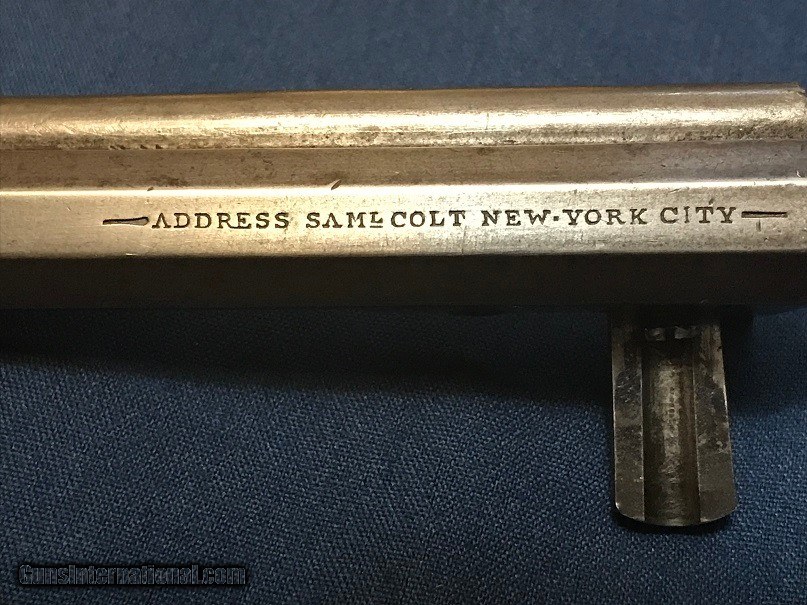 —ADDRESS SAMᴸ COLT NEW-YORK CITY—
GunsInternational.com